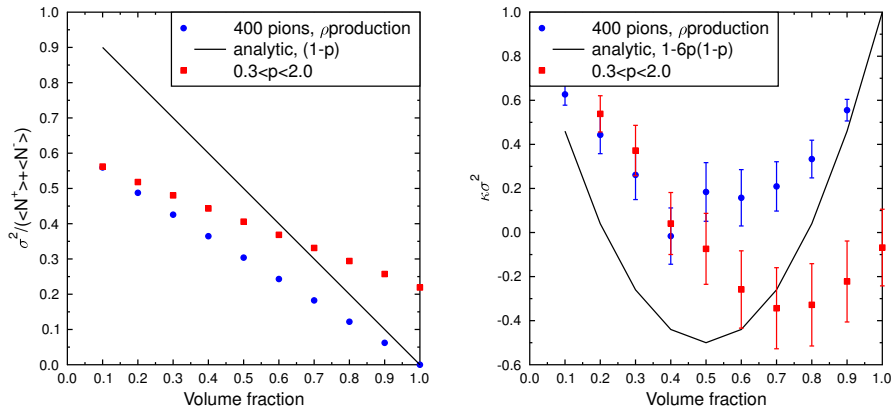 400 pions, ρproduction
analytic, (1-p)
0.3<p<2.0
σ²/(<N⁺>+<N⁻>)
1.0
0.9
0.8
0.7
0.6
0.5
0.4
0.3
0.2
0.1
0.0
0.0 0.1 0.2 0.3 0.4 0.5 0.6 0.7 0.8 0.9 1.0
Volume fraction
400 pions, ρproduction
analytic, 1-6p(1-p)
0.3<p<2.0
κσ²
1.0
0.8
0.6
0.4
0.2
0.0
-0.2
-0.4
-0.6
0.0 0.1 0.2 0.3 0.4 0.5 0.6 0.7 0.8 0.9 1.0
Volume fraction